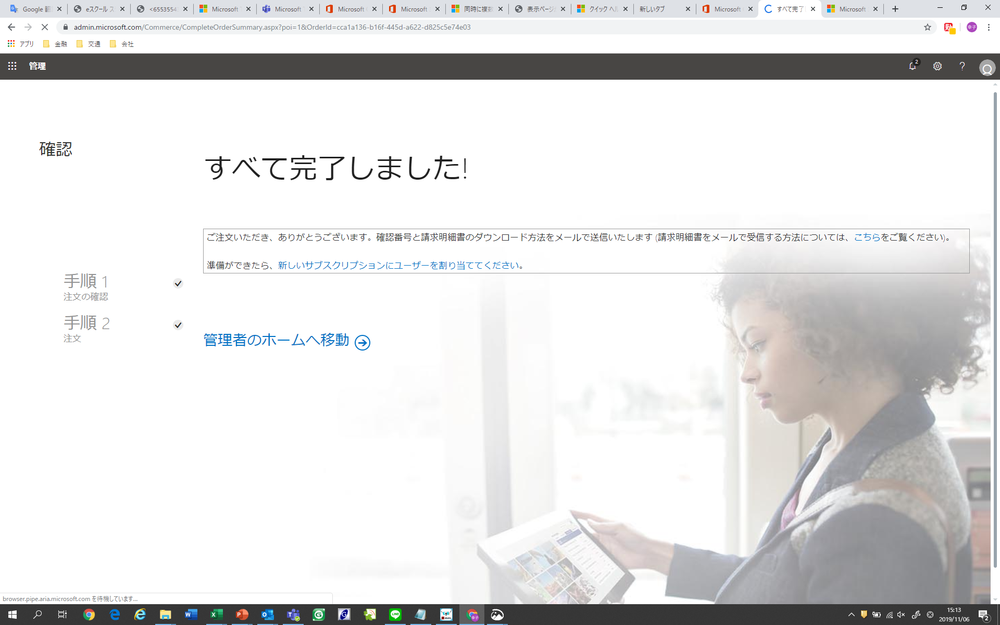 Google 翻
eスクール ス
<6553554
Microsoft T
Microsoft T
Microsoft
Microsoft
同時に複数
表示ページ
クイック ヘル
新しいタブ
Microsoft
すべて完了
Microsoft
admin.microsoft.com/Commerce/CompleteOrderSummary.aspx?poi=1&OrderId=cca1a136-b16f-445d-a622-d825c5e74e03
幸子
アプリ
金融
交通
会社
管理
2
確認
すべて完了しました!
ご注文いただき、ありがとうございます。確認番号と請求明細書のダウンロード方法をメールで送信いたします (請求明細書をメールで受信する方法については、こちらをご覧ください)。
準備ができたら、新しいサブスクリプションにユーザーを割り当ててください。
手順 1
注文の確認
手順 2
注文
管理者のホームへ移動
browser.pipe.aria.microsoft.com を待機しています...
15:13
2019/11/06
2